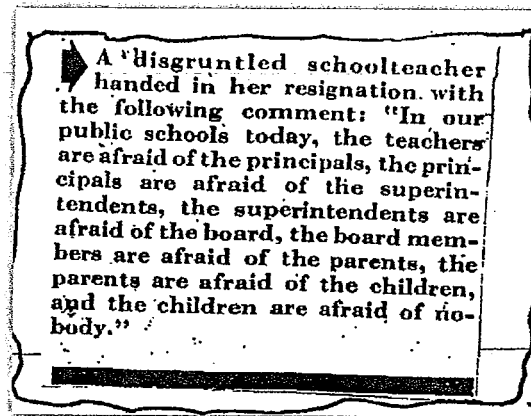 A disgruntled schoolteacher
handed in her resignation with
the following comment: "In our
public schools today, the teachers
are afraid of the principals, the prin-
cipals are afraid of the superin-
tendents, the superintendents are
afraid of the board, the board mem-
bers are afraid of the parents, the
parents are afraid of the children,
and the children are afraid of no-
body."